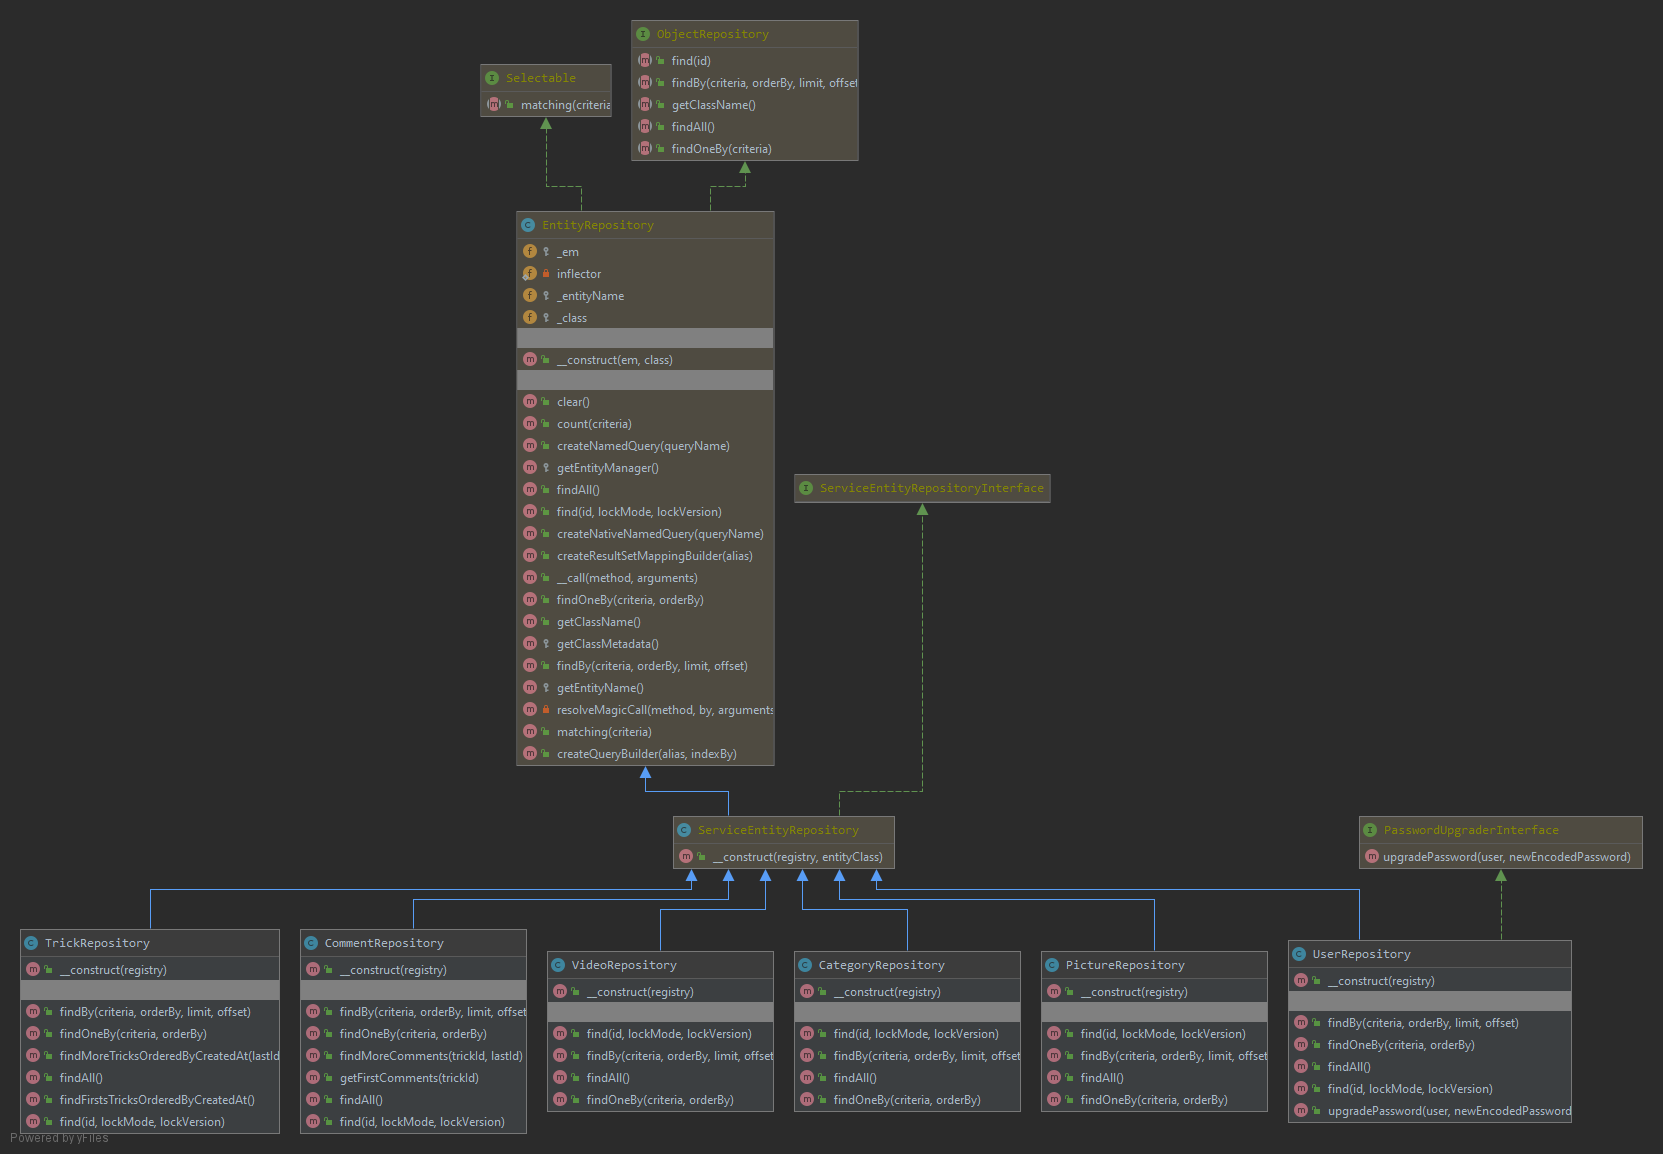 ObjectRepository
find(id)
findBy(criteria, orderBy, limit, offset
getClassName()
findAll()
findOneBy(criteria)
Selectable
matching(criteria
EntityRepository
_em
inflector
_entityName
_class
__construct(em, class)
clear()
count(criteria)
createNamedQuery(queryName)
getEntityManager()
findAll()
find(id, lockMode, lockVersion)
createNativeNamedQuery(queryName)
createResultSetMappingBuilder(alias)
__call(method, arguments)
findOneBy(criteria, orderBy)
getClassName()
getClassMetadata()
findBy(criteria, orderBy, limit, offset)
getEntityName()
resolveMagicCall(method, by, arguments
matching(criteria)
createQueryBuilder(alias, indexBy)
ServiceEntityRepositoryInterface
ServiceEntityRepository
__construct(registry, entityClass)
PasswordUpgraderInterface
upgradePassword(user, newEncodedPassword)
TrickRepository
__construct(registry)
findBy(criteria, orderBy, limit, offset)
findOneBy(criteria, orderBy)
findMoreTricksOrderedByCreatedAt(lastId
findAll()
findFirstsTricksOrderedByCreatedAt()
find(id, lockMode, lockVersion)
CommentRepository
__construct(registry)
findBy(criteria, orderBy, limit, offset
findOneBy(criteria, orderBy)
findMoreComments(trickId, lastId)
getFirstComments(trickId)
findAll()
find(id, lockMode, lockVersion)
VideoRepository
__construct(registry)
find(id, lockMode, lockVersion)
findBy(criteria, orderBy, limit, offset
findAll()
findOneBy(criteria, orderBy)
CategoryRepository
__construct(registry)
find(id, lockMode, lockVersion)
findBy(criteria, orderBy, limit, offset
findAll()
findOneBy(criteria, orderBy)
PictureRepository
__construct(registry)
find(id, lockMode, lockVersion)
findBy(criteria, orderBy, limit, offset
findAll()
findOneBy(criteria, orderBy)
UserRepository
__construct(registry)
findBy(criteria, orderBy, limit, offset)
findOneBy(criteria, orderBy)
findAll()
find(id, lockMode, lockVersion)
upgradePassword(user, newEncodedPassword
Powered by yFiles